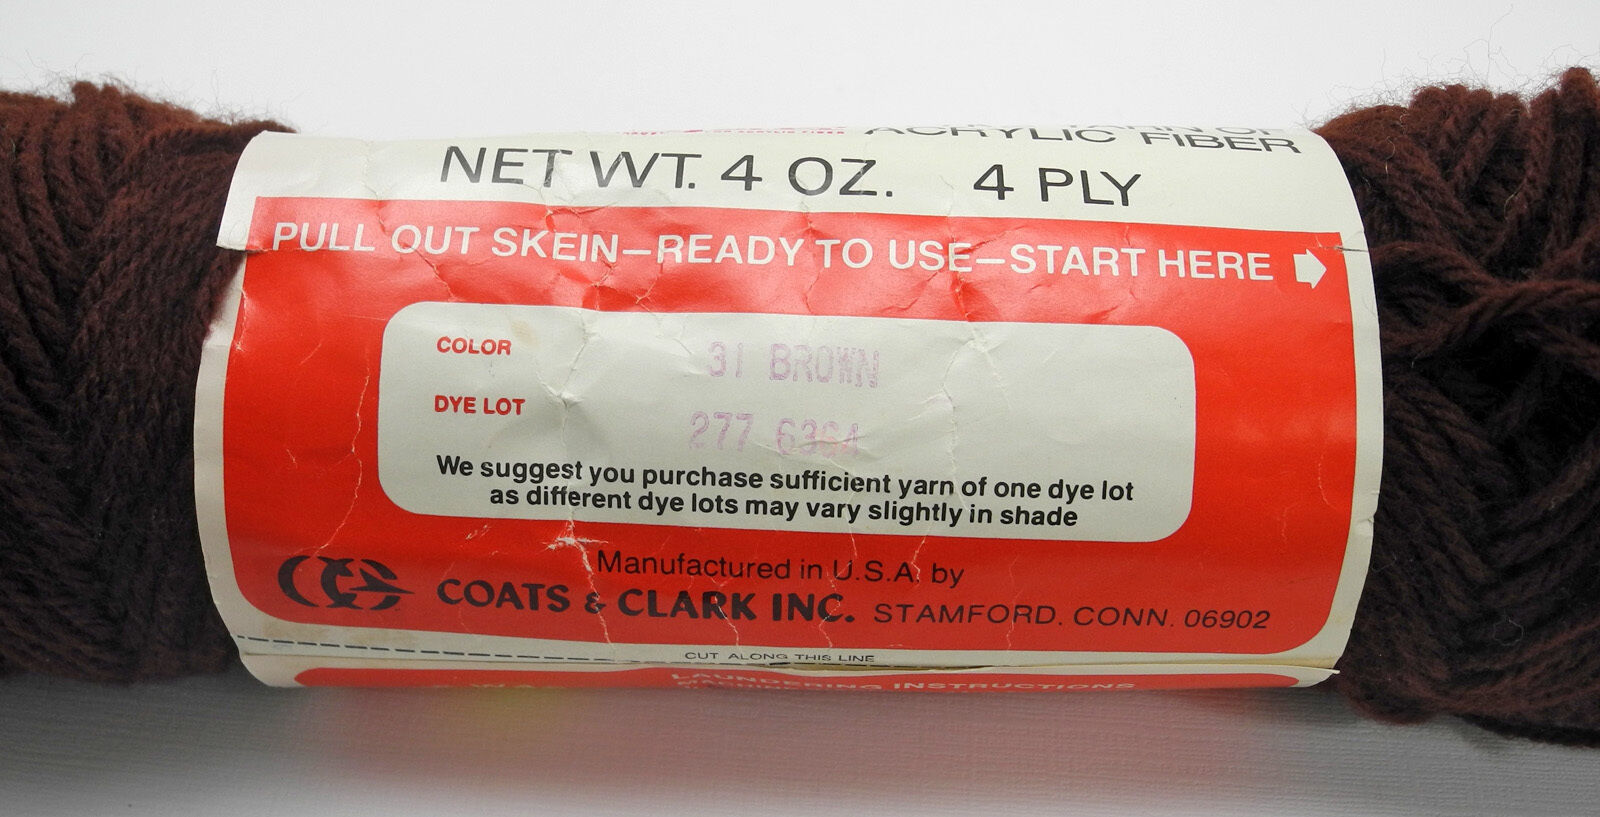 ACRYLIC FIBER
NET WT. 4 OZ. 4 PLY
PULL OUT SKEIN—READY TO USE—START HERE
COLOR 31 BROWN
DYE LOT 277 6364
We suggest you purchase sufficient yarn of one dye lot
as different dye lots may vary slightly in shade
Manufactured in U.S.A. by
COATS & CLARK INC. STAMFORD. CONN. 06902
CUT ALONG THIS LINE
LAUNDERING INSTRUCTIONS